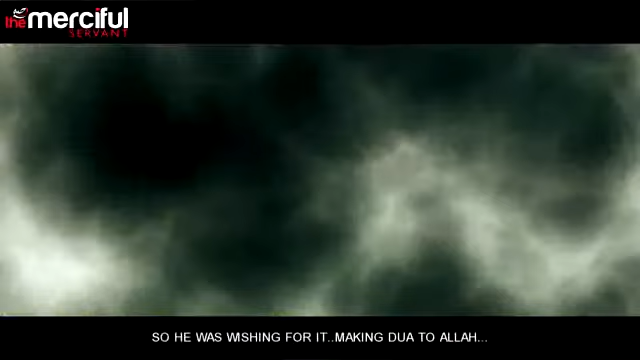 the merciful
SERVANT
SO HE WAS WISHING FOR IT..MAKING DUA TO ALLAH...